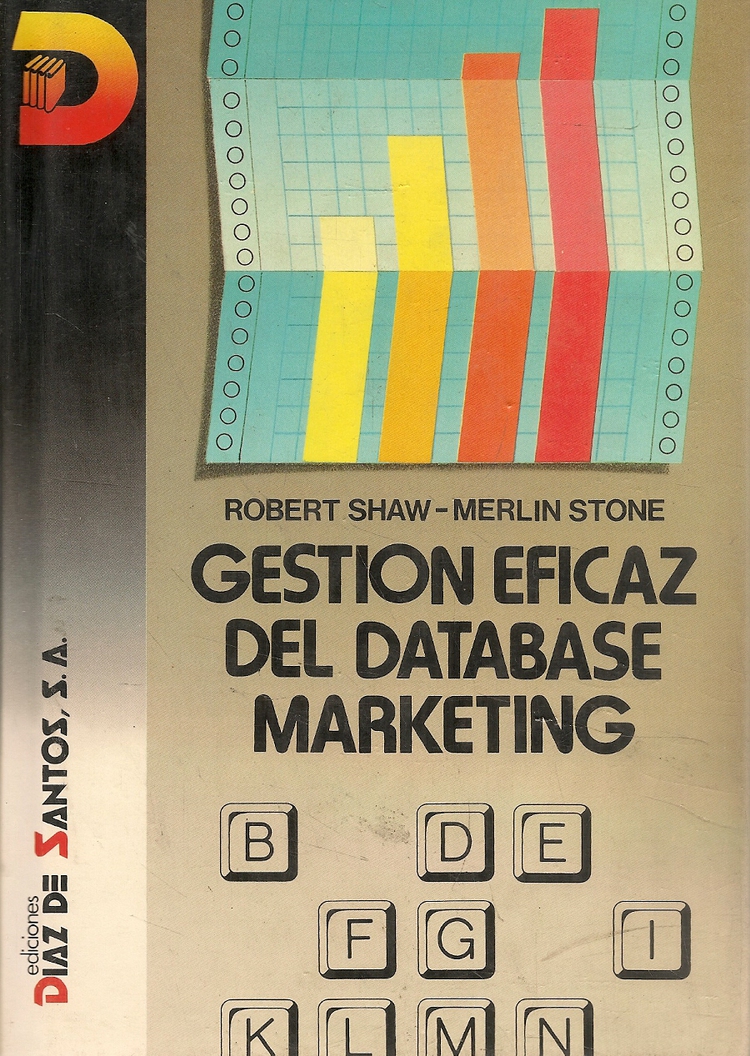 ROBERT SHAW-MERLIN STONE
GESTION EFICAZ
DEL DATABASE
MARKETING
B D E
F G I
K L M N
ediciones
DIAZ DE SANTOS, S.A.